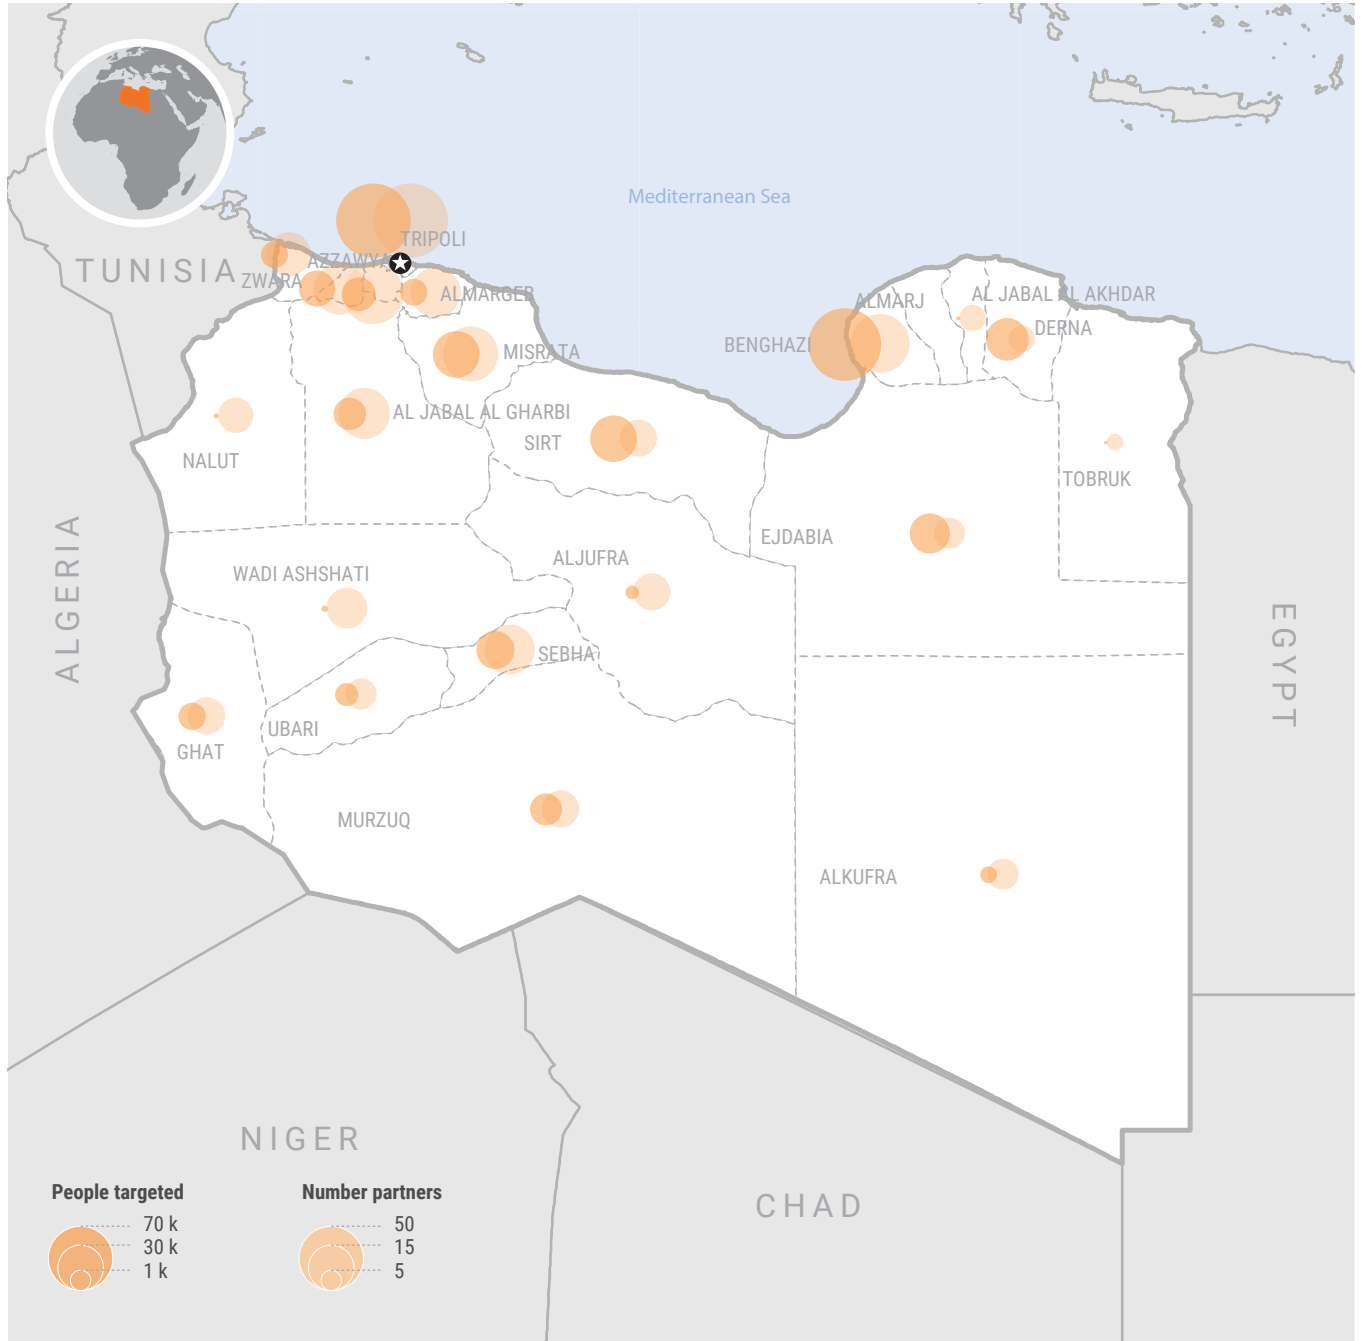 Mediterranean Sea
TRIPOLI
TUNISIA
AZZAWYA
ZWARA
ALMARGEB
ALMARJ
AL JABAL AL AKHDAR
DERNA
BENGHAZI
MISRATA
AL JABAL AL GHARBI
SIRT
NALUT
TOBRUK
EJDABIA
ALJUFRA
WADI ASHSHATI
ALGERIA
EGYPT
SEBHA
UBARI
GHAT
MURZUQ
ALKUFRA
NIGER
CHAD
People targeted
70 k
30 k
1 k
Number partners
50
15
5